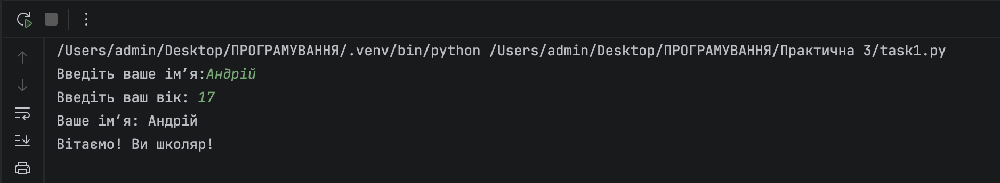 /Users/admin/Desktop/ПРОГРАМУВАННЯ/.venv/bin/python /Users/admin/Desktop/ПРОГРАМУВАННЯ/Практична 3/task1.py
Введіть ваше ім’я:Андрій
Введіть ваш вік: 17
Ваше ім’я: Андрій
Вітаємо! Ви школяр!